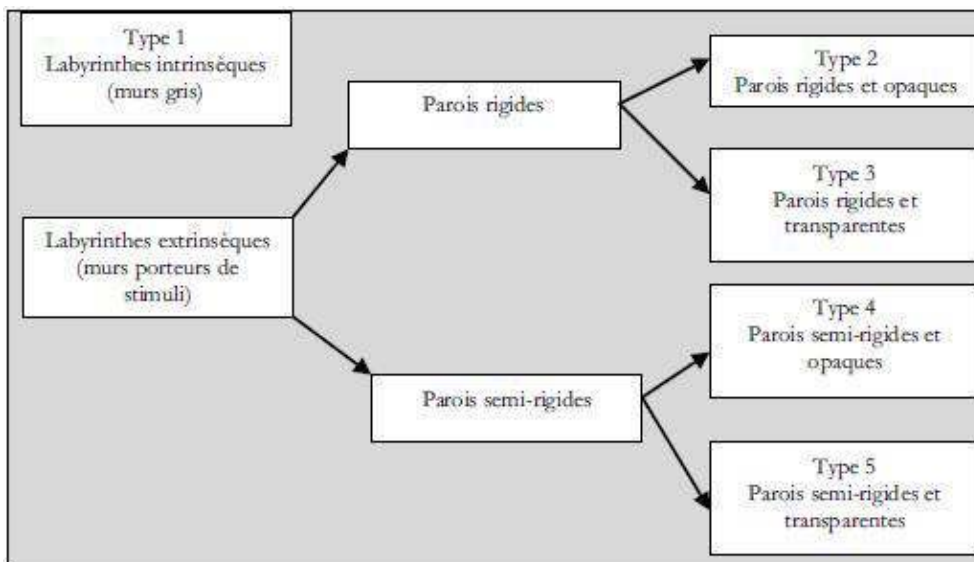 Type 1
Labyrinthes intrinsèques
(murs gris)
Labyrinthes extrinsèques
(murs porteurs de
stimuli)
Parois rigides
Parois semi-rigides
Type 2
Parois rigides et opaques
Type 3
Parois rigides et
transparentes
Type 4
Parois semi-rigides et
opaques
Type 5
Parois semi-rigides et
transparentes